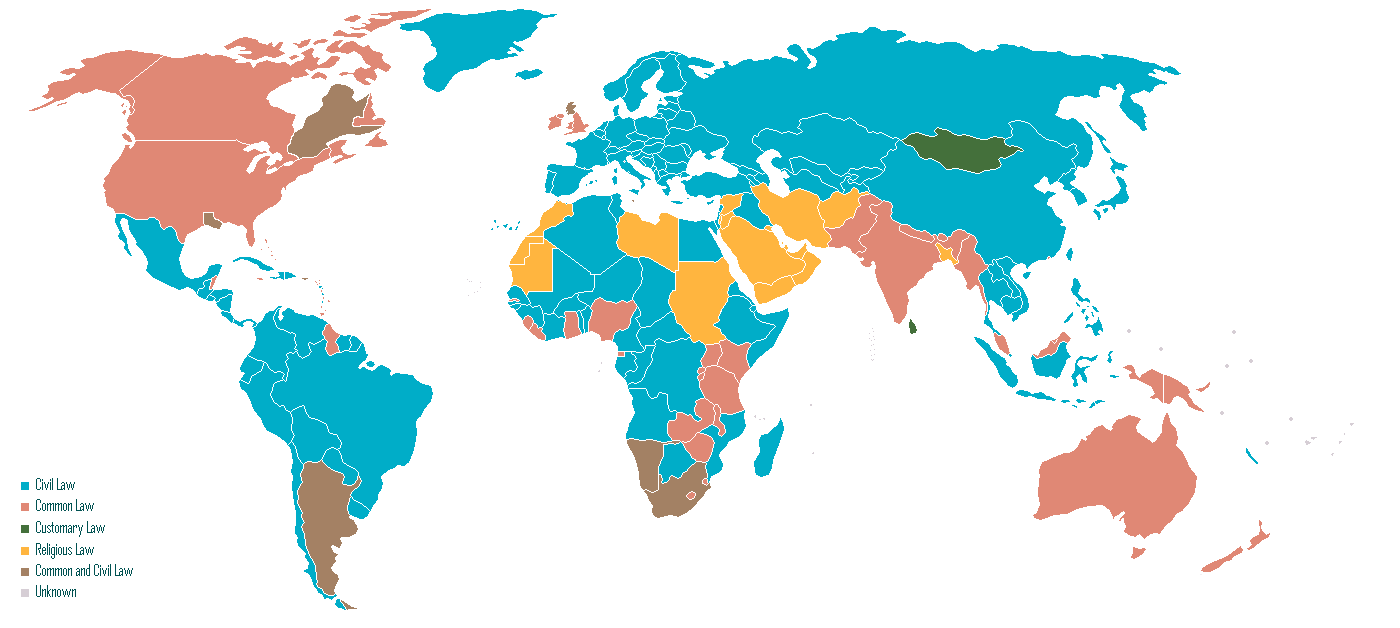 Civil Law
Common Law
Customary Law
Religious Law
Common and Civil Law
Unknown